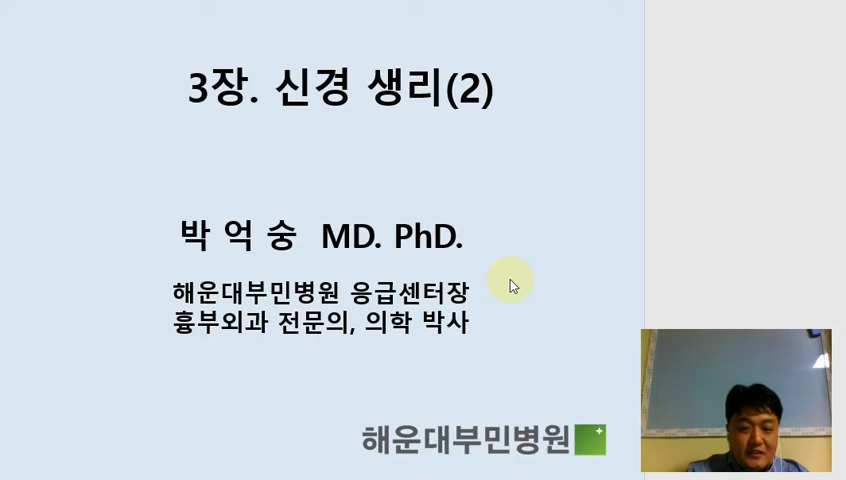 3장. 신경 생리(2)
박 억 숭 MD. PhD.
해운대부민병원 응급센터장
흉부외과 전문의, 의학 박사
해운대부민병원